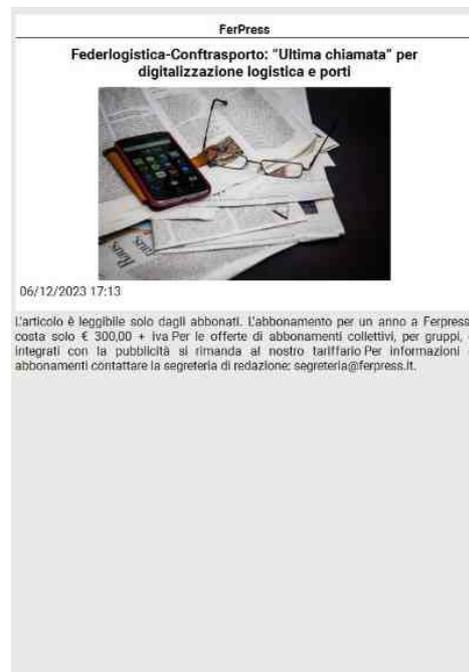 FerPress
Federlogistica-Conftrasporto: “Ultima chiamata” per
digitalizzazione logistica e porti
06/12/2023 17:13
L'articolo è leggibile solo dagli abbonati. L'abbonamento per un anno a Ferpress
costa solo € 300,00 + iva Per le offerte di abbonamenti collettivi, per gruppi,
integrati con la pubblicità si rimanda al nostro tariffario Per informazioni
abbonamenti contattare la segreteria di redazione: segreteria@ferpress.it.